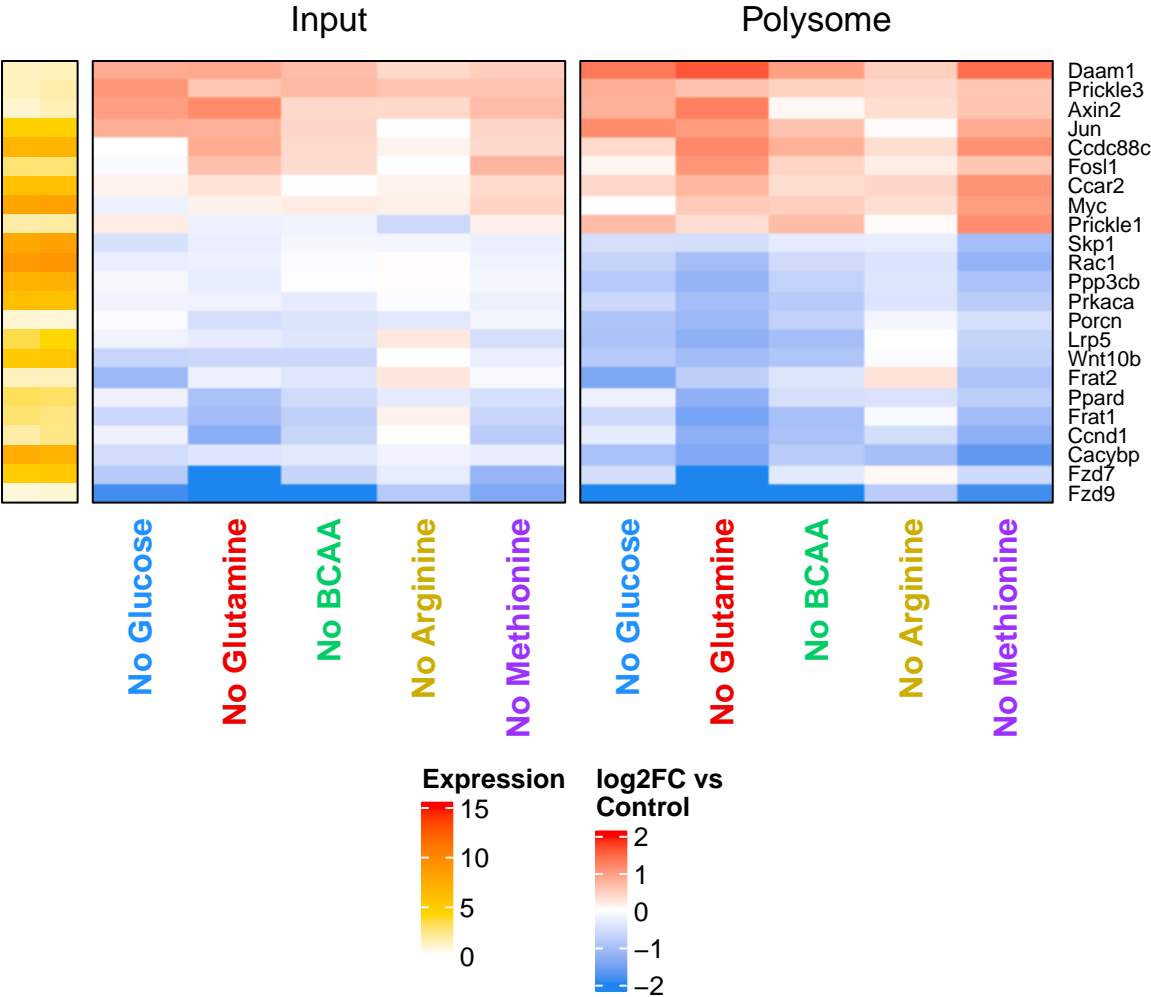 Input
Polysome
Daam1
Prickle3
Axin2
Jun
Ccdc88c
Fosl1
Ccar2
Myc
Prickle1
Skp1
Rac1
Ppp3cb
Prkaca
Porcn
Lrp5
Wnt10b
Frat2
Ppard
Frat1
Ccnd1
Cacybp
Fzd7
Fzd9
No Glucose
No Glutamine
No BCAA
No Arginine
No Methionine
No Glucose
No Glutamine
No BCAA
No Arginine
No Methionine
Expression
15
10
5
0
log2FC vs
Control
2
1
0
−1
−2